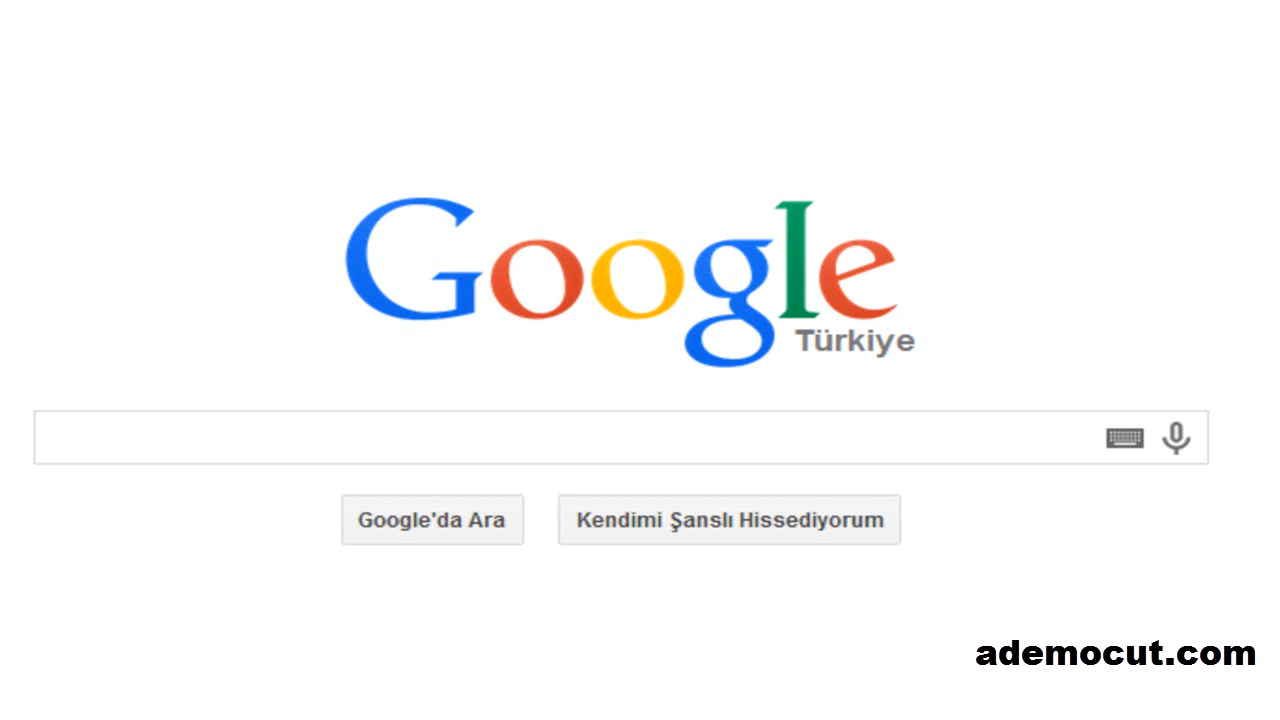 Google
Türkiye
Google'da Ara
Kendimi Şanslı Hissediyorum
ademocut.com